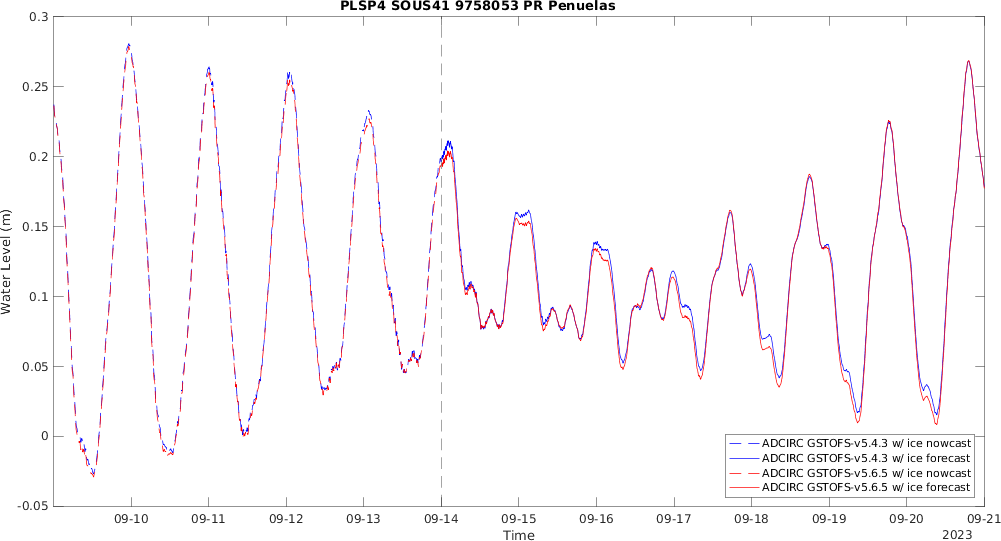 PLSP4 SOUS41 9758053 PR Penuelas
0.3
0.25
0.2
0.15
0.1
0.05
0
-0.05
Water Level (m)
ADCIRC GSTOFS-v5.4.3 w/ ice nowcast
ADCIRC GSTOFS-v5.4.3 w/ ice forecast
ADCIRC GSTOFS-v5.6.5 w/ ice nowcast
ADCIRC GSTOFS-v5.6.5 w/ ice forecast
09-10 09-11 09-12 09-13 09-14 09-15 09-16 09-17 09-18 09-19 09-20 09-21
Time
2023